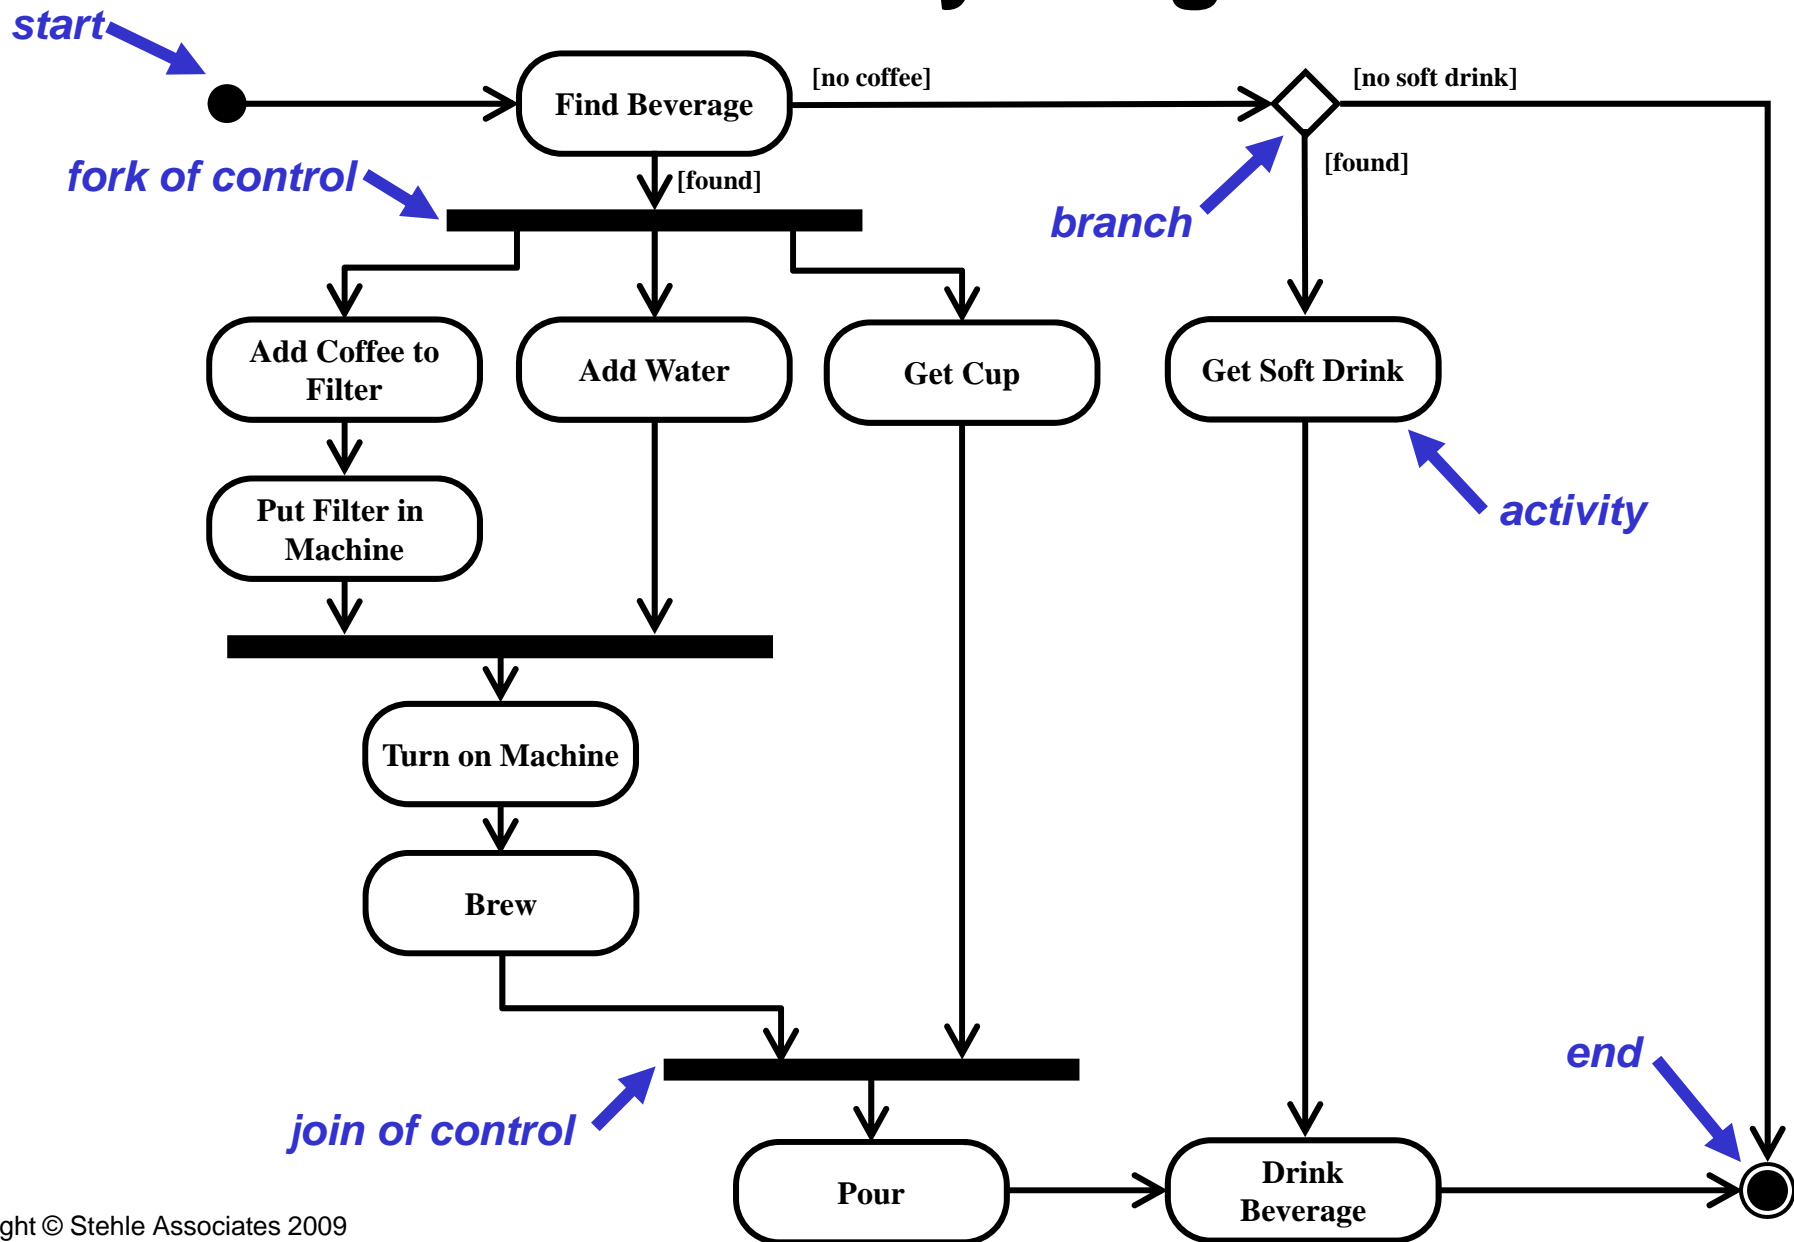 start
Find Beverage
[no coffee]
[no soft drink]
fork of control
[found]
[found]
branch
Add Coffee to
Filter
Add Water
Get Cup
Get Soft Drink
Put Filter in
Machine
activity
Turn on Machine
Brew
end
join of control
Pour
Drink
Beverage
ght © Stehle Associates 2009